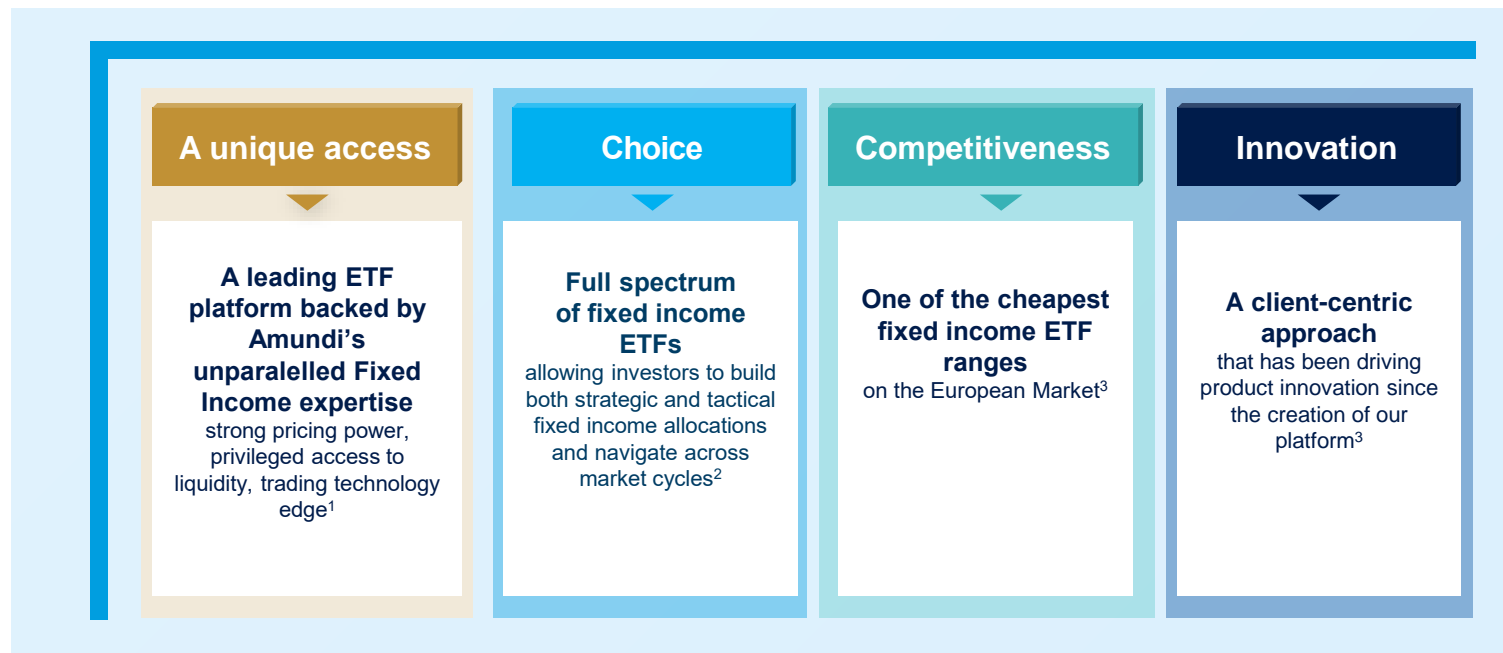 A unique access
A leading ETF
platform backed by
Amundi’s
unparalelled Fixed
Income expertise
strong pricing power,
privileged access to
liquidity, trading technology
edge¹
Choice
Full spectrum
of fixed income
ETFs
allowing investors to build
both strategic and tactical
fixed income allocations
and navigate across
market cycles²
Competitiveness
One of the cheapest
fixed income ETF
ranges
on the European Market³
Innovation
A client-centric
approach
that has been driving
product innovation since
the creation of our
platform³